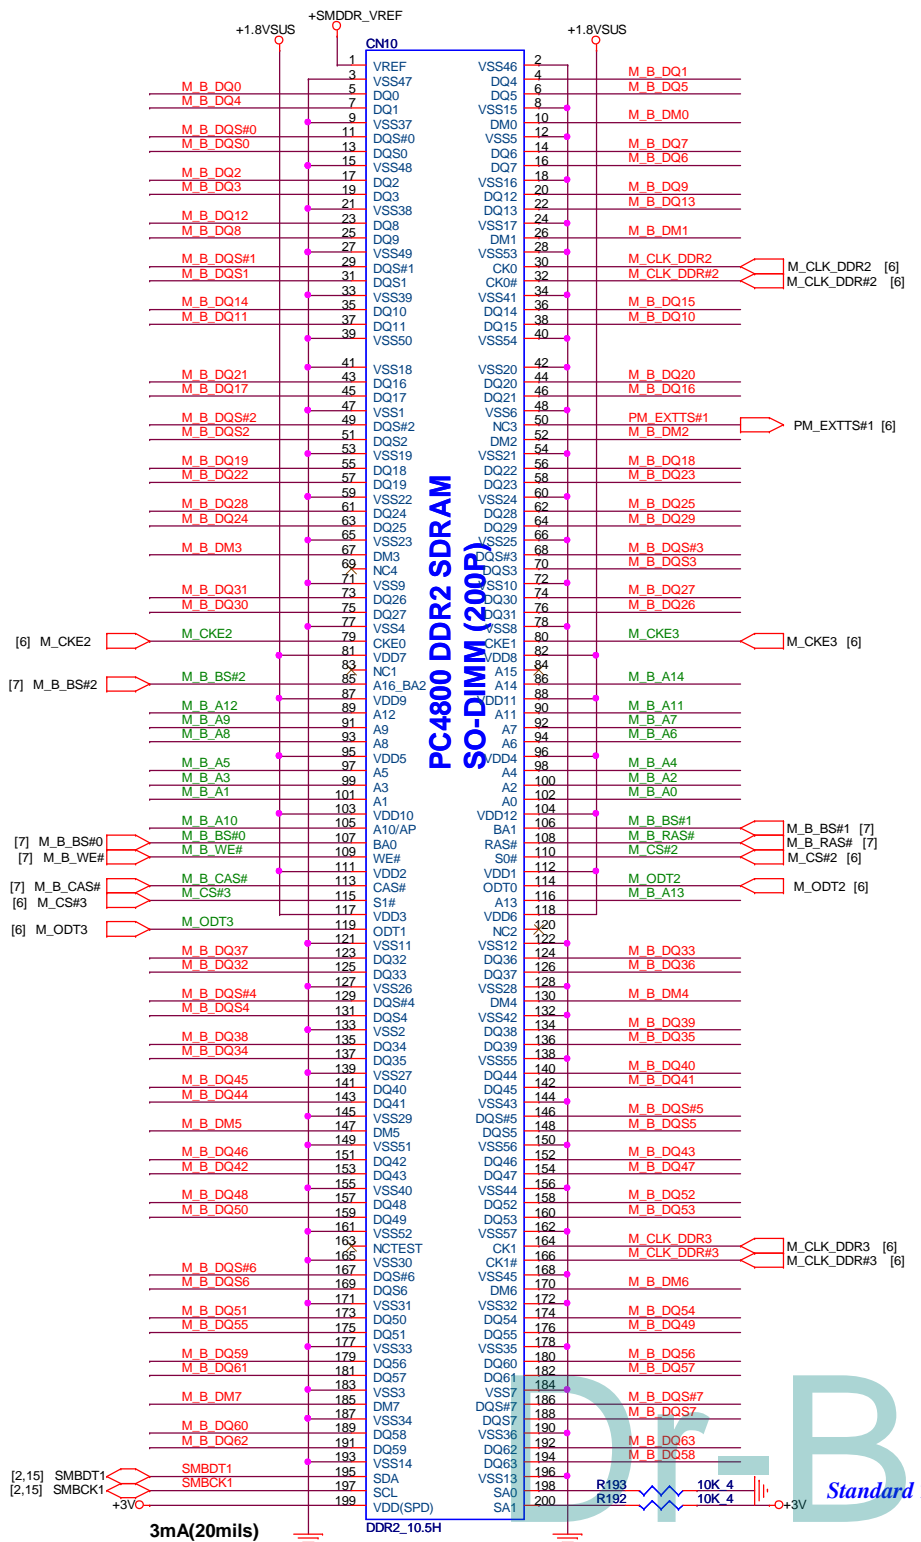 +SMDDR_VREF
+1.8VSUS +1.8VSUS
CN10
1 VREF VSS46 2
3 VSS47 DQ4 4 M_B_DQ1
M_B_DQ0 5 DQ0 DQ5 6 M_B_DQ5
M_B_DQ4 7 DQ1 VSS15 8
9 VSS37 DM0 10 M_B_DM0
M_B_DQS#0 11 DQS#0 VSS5 12
M_B_DQS0 13 DQS0 DQ6 14 M_B_DQ7
15 VSS48 DQ7 16 M_B_DQ6
M_B_DQ2 17 DQ2 VSS16 18
M_B_DQ3 19 DQ3 DQ12 20 M_B_DQ9
21 VSS38 DQ13 22 M_B_DQ13
M_B_DQ12 23 DQ8 VSS17 24
M_B_DQ8 25 DQ9 DM1 26 M_B_DM1
27 VSS49 VSS53 28
M_B_DQS#1 29 DQS#1 CK0 30 M_CLK_DDR2 M_CLK_DDR2 [6]
M_B_DQS1 31 DQS1 CK0# 32 M_CLK_DDR#2 M_CLK_DDR#2 [6]
33 VSS39 VSS41 34
M_B_DQ14 35 DQ10 DQ14 36 M_B_DQ15
M_B_DQ11 37 DQ11 DQ15 38 M_B_DQ10
39 VSS50 VSS54 40
41 VSS18 VSS20 42
M_B_DQ21 43 DQ16 DQ20 44 M_B_DQ20
M_B_DQ17 45 DQ17 DQ21 46 M_B_DQ16
47 VSS1 VSS6 48
M_B_DQS#2 49 DQS#2 NC3 50 PM_EXTTS#1 PM_EXTTS#1 [6]
M_B_DQS2 51 DQS2 DM2 52 M_B_DM2
53 VSS19 VSS21 54
M_B_DQ19 55 DQ18 DQ22 56 M_B_DQ18
M_B_DQ22 57 DQ19 DQ23 58 M_B_DQ23
59 VSS22 VSS24 60
M_B_DQ28 61 DQ24 DQ28 62 M_B_DQ25
M_B_DQ24 63 DQ25 DQ29 64 M_B_DQ29
65 VSS23 VSS25 66
M_B_DM3 67 DM3 DQS#3 68 M_B_DQS#3
69 NC4 DQS3 70 M_B_DQS3
71 VSS9 VSS10 72
M_B_DQ31 73 DQ26 DQ30 74 M_B_DQ27
M_B_DQ30 75 DQ27 DQ31 76 M_B_DQ26
77 VSS4 VSS8 78
[6] M_CKE2 M_CKE2 79 CKE0 CKE1 80 M_CKE3 M_CKE3 [6]
81 VDD7 VDD8 82
83 NC1 A15 84
[7] M_B_BS#2 M_B_BS#2 85 A16_BA2 A14 86 M_B_A14
87 VDD9 VDD11 88
M_B_A12 89 A12 A11 90 M_B_A11
M_B_A9 91 A9 A7 92 M_B_A7
M_B_A8 93 A8 A6 94 M_B_A6
95 VDD5 VDD4 96
M_B_A5 97 A5 A4 98 M_B_A4
M_B_A3 99 A3 A2 100 M_B_A2
M_B_A1 101 A1 A0 102 M_B_A0
103 VDD10 VDD12 104
M_B_A10 105 A10/AP BA1 106 M_B_BS#1 M_B_BS#1 [7]
[7] M_B_BS#0 M_B_BS#0 107 BA0 RAS# 108 M_B_RAS# M_B_RAS# [7]
[7] M_B_WE# M_B_WE# 109 WE# S0# 110 M_CS#2 M_CS#2 [6]
111 VDD2 VDD1 112
[7] M_B_CAS# M_B_CAS# 113 CAS# ODT0 114 M_ODT2 M_ODT2 [6]
[6] M_CS#3 M_CS#3 115 S1# A13 116 M_B_A13
117 VDD3 VDD6 118
[6] M_ODT3 M_ODT3 119 ODT1 NC2 120
121 VSS11 VSS12 122
M_B_DQ37 123 DQ32 DQ36 124 M_B_DQ33
M_B_DQ32 125 DQ33 DQ37 126 M_B_DQ36
127 VSS26 VSS28 128
M_B_DQS#4 129 DQS#4 DM4 130 M_B_DM4
M_B_DQS4 131 DQS4 VSS42 132
133 VSS2 DQ38 134 M_B_DQ39
M_B_DQ38 135 DQ34 DQ39 136 M_B_DQ35
M_B_DQ34 137 DQ35 VSS55 138
139 VSS27 DQ44 140 M_B_DQ40
M_B_DQ45 141 DQ40 DQ45 142 M_B_DQ41
M_B_DQ44 143 DQ41 VSS43 144
145 VSS29 DQS#5 146 M_B_DQS#5
M_B_DM5 147 DM5 DQS5 148 M_B_DQS5
149 VSS51 VSS56 150
M_B_DQ46 151 DQ42 DQ46 152 M_B_DQ43
M_B_DQ42 153 DQ43 DQ47 154 M_B_DQ47
155 VSS40 VSS44 156
M_B_DQ48 157 DQ48 DQ52 158 M_B_DQ52
M_B_DQ50 159 DQ49 DQ53 160 M_B_DQ53
161 VSS52 VSS57 162
163 NCTEST CK1 164 M_CLK_DDR3 M_CLK_DDR3 [6]
165 VSS30 CK1# 166 M_CLK_DDR#3 M_CLK_DDR#3 [6]
M_B_DQS#6 167 DQS#6 VSS45 168
M_B_DQS6 169 DQS6 DM6 170 M_B_DM6
171 VSS31 VSS32 172
M_B_DQ51 173 DQ50 DQ54 174 M_B_DQ54
M_B_DQ55 175 DQ51 DQ55 176 M_B_DQ49
177 VSS33 VSS35 178
M_B_DQ59 179 DQ56 DQ60 180 M_B_DQ56
M_B_DQ61 181 DQ57 DQ61 182 M_B_DQ57
183 VSS3 VSS7 184
M_B_DM7 185 DM7 DQS#7 186 M_B_DQS#7
187 VSS34 DQS7 188 M_B_DQS7
M_B_DQ60 189 DQ58 VSS36 190
M_B_DQ62 191 DQ59 DQ62 192 M_B_DQ63
193 VSS14 DQ63 194 M_B_DQ58
[2,15] SMBDT1 SMBDT1 195 SDA VSS13 196
[2,15] SMBCK1 SMBCK1 197 SCL SA0 198 R193 10K_4
+3V 199 VDD(SPD) SA1 200 R192 10K_4 +3V
PC4800 DDR2 SDRAM
SO-DIMM (200P)
DDR2_10.5H
3mA(20mils)
Standard
Dr-B